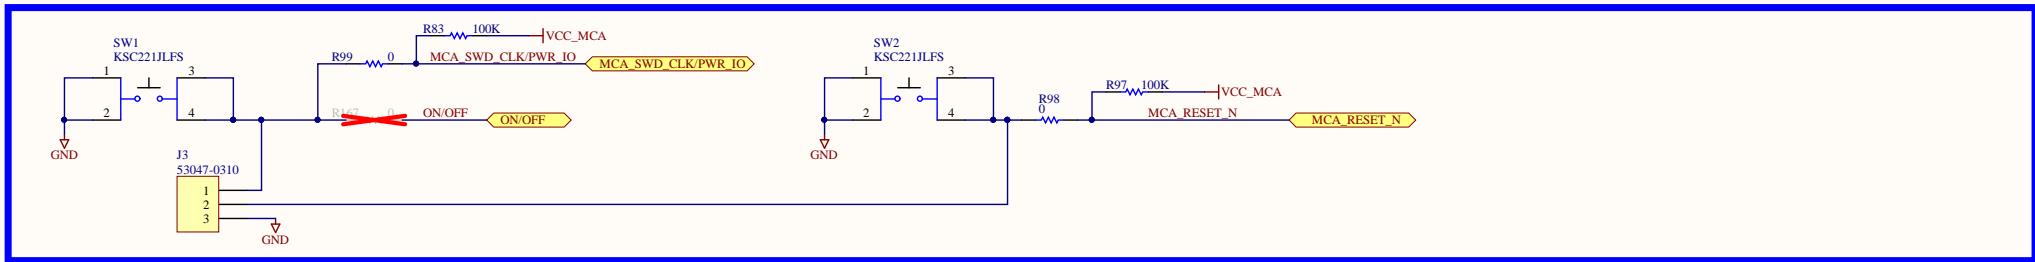 SW1
KSC221JLFS
1
2
3
4
GND
R99
0
R83
100K
VCC_MCA
MCA_SWD_CLK/PWR_IO
MCA_SWD_CLK/PWR_IO
R167
0
ON/OFF
ON/OFF
J3
53047-0310
1
2
3
GND
SW2
KSC221JLFS
1
2
3
4
GND
R98
0
R97
100K
VCC_MCA
MCA_RESET_N
MCA_RESET_N